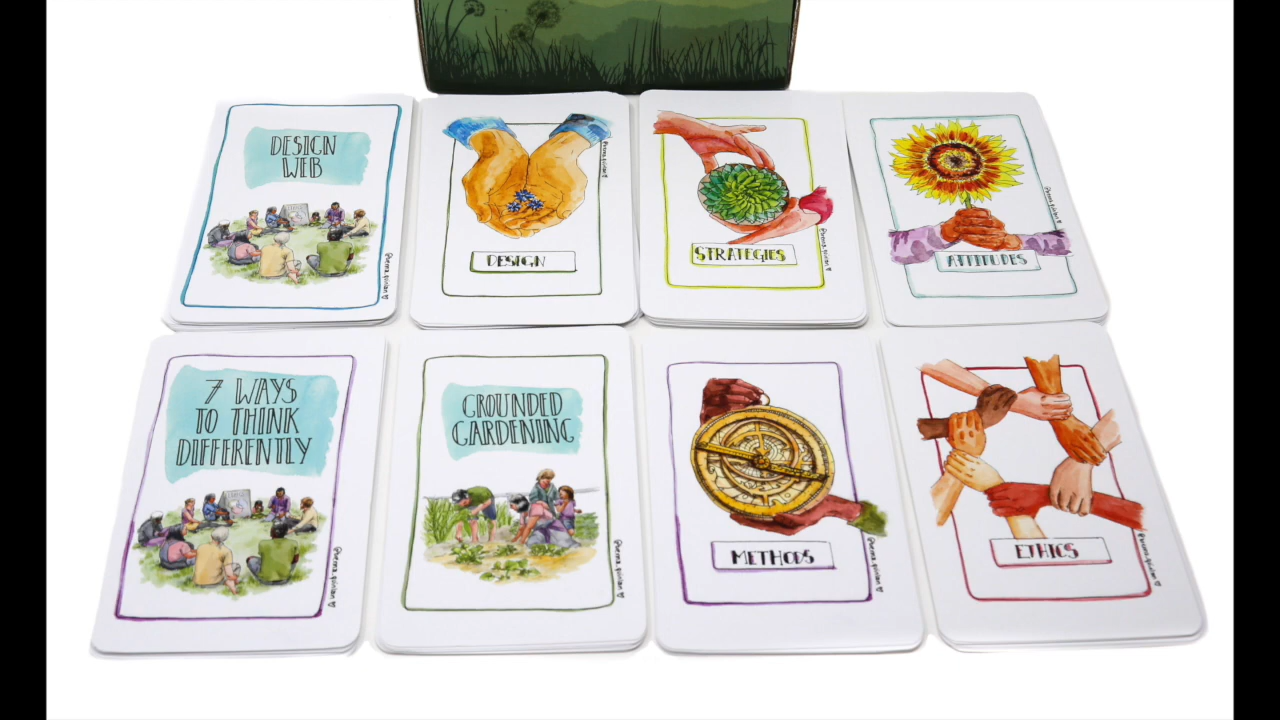 DESIGN
WEB
DESIGN
STRATEGIES
ATTITUDES
7 WAYS
TO THINK
DIFFERENTLY
GROUNDED
GARDENING
METHODS
ETHICS